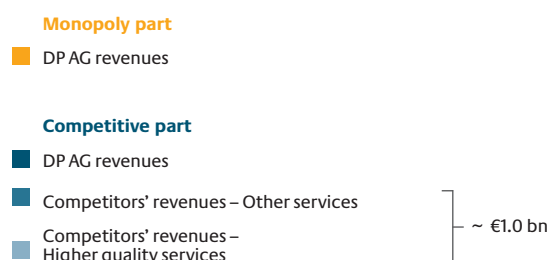 Monopoly part
DP AG revenues
Competitive part
DP AG revenues
Competitors’ revenues – Other services
~ €1.0 bn
Competitors’ revenues –
Higher quality services